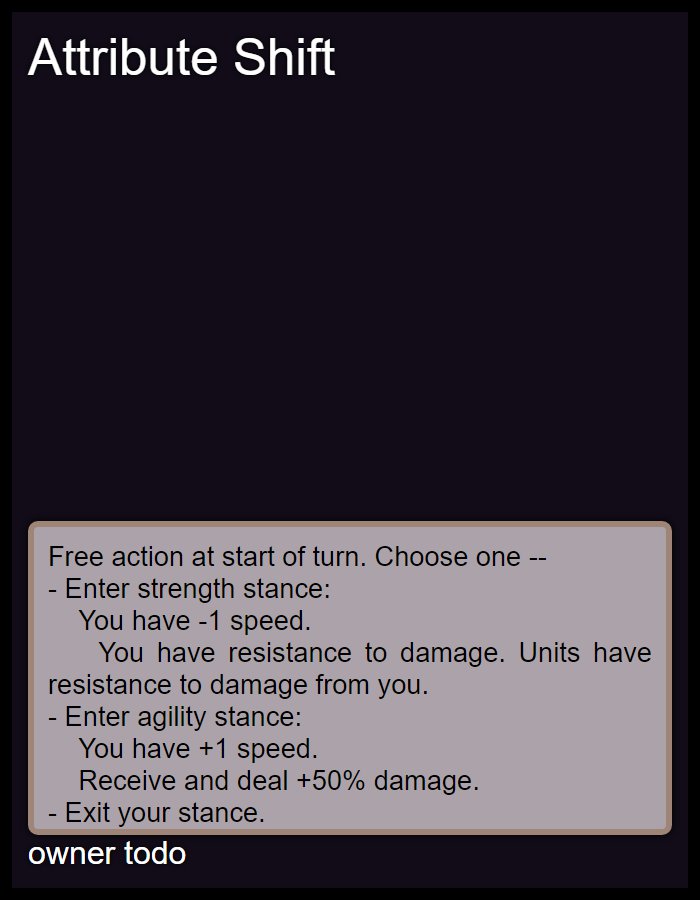 Attribute Shift
Free action at start of turn. Choose one --
- Enter strength stance:
You have -1 speed.
You have resistance to damage. Units have
resistance to damage from you.
- Enter agility stance:
You have +1 speed.
Receive and deal +50% damage.
- Exit your stance.
owner todo